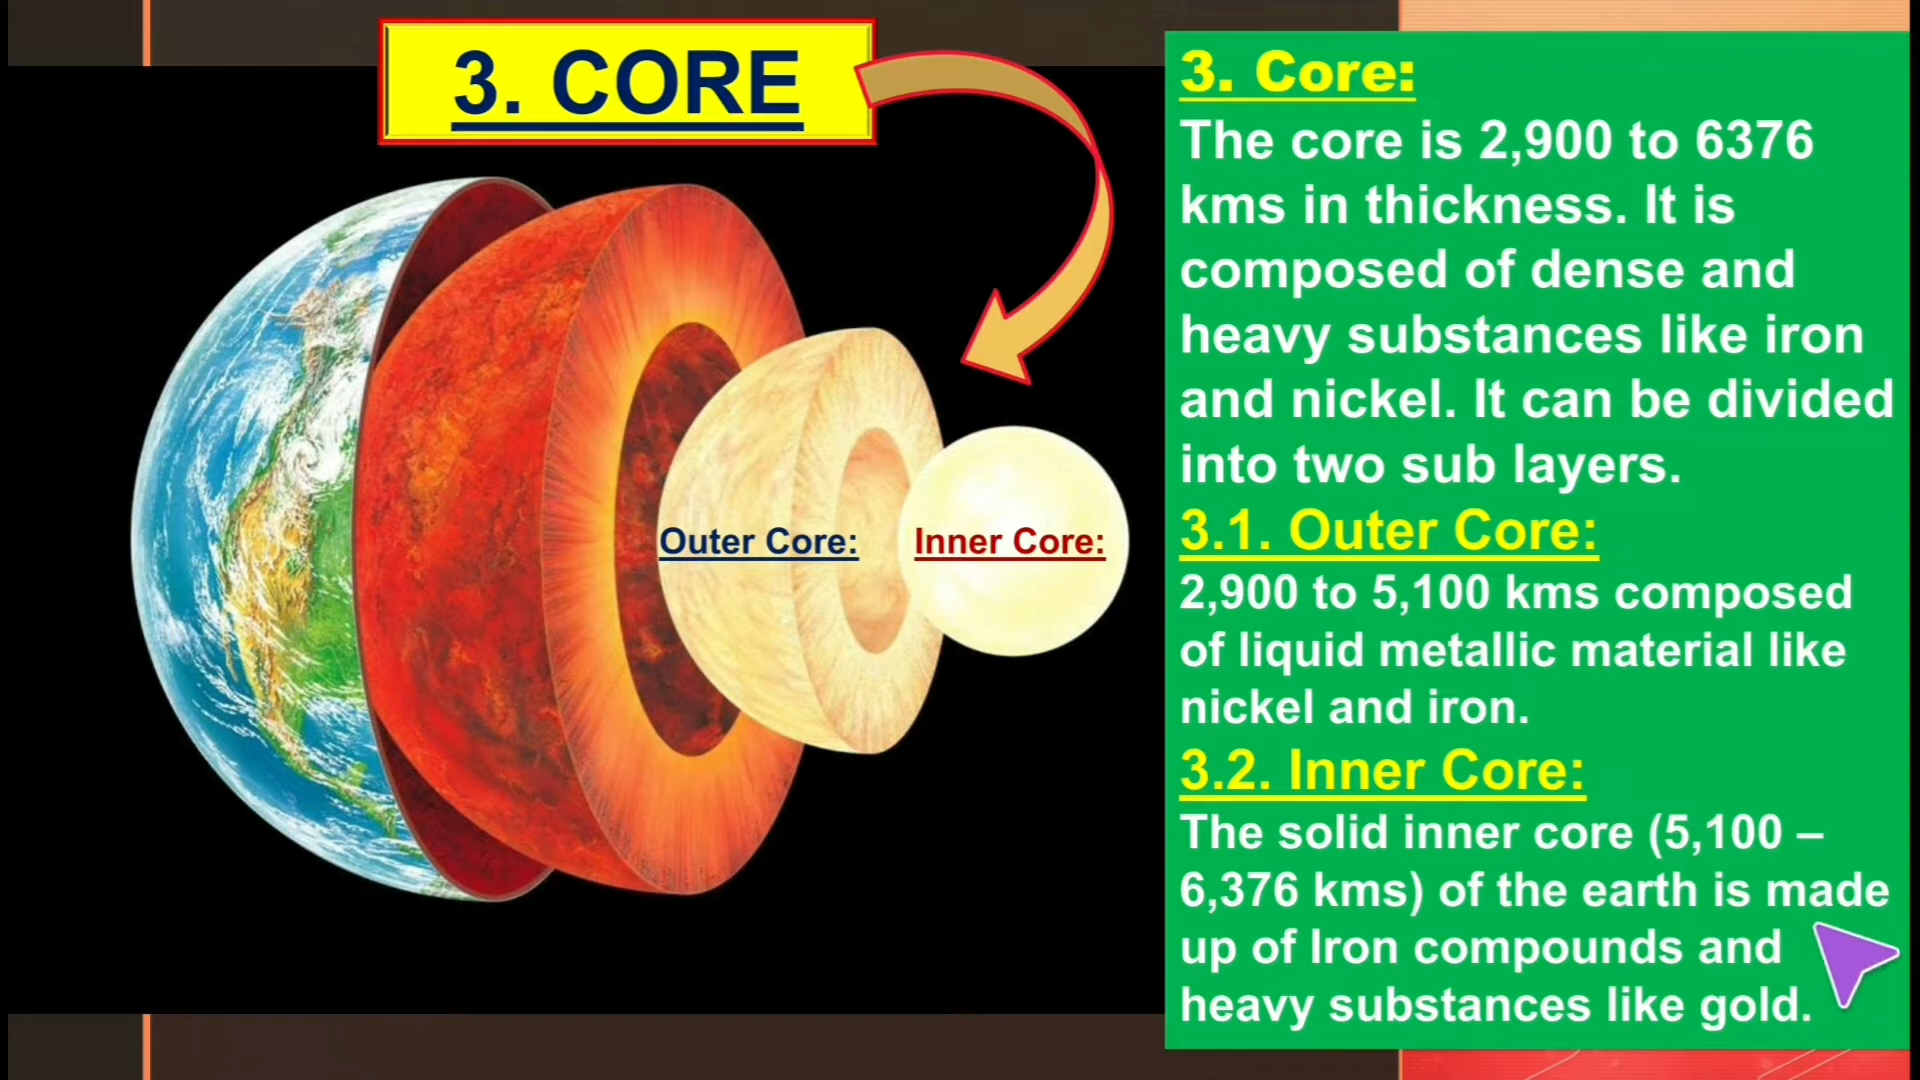 3. CORE
Outer Core:
Inner Core:
3. Core:
The core is 2,900 to 6376
kms in thickness. It is
composed of dense and
heavy substances like iron
and nickel. It can be divided
into two sub layers.
3.1. Outer Core:
2,900 to 5,100 kms composed
of liquid metallic material like
nickel and iron.
3.2. Inner Core:
The solid inner core (5,100 –
6,376 kms) of the earth is made
up of Iron compounds and
heavy substances like gold.